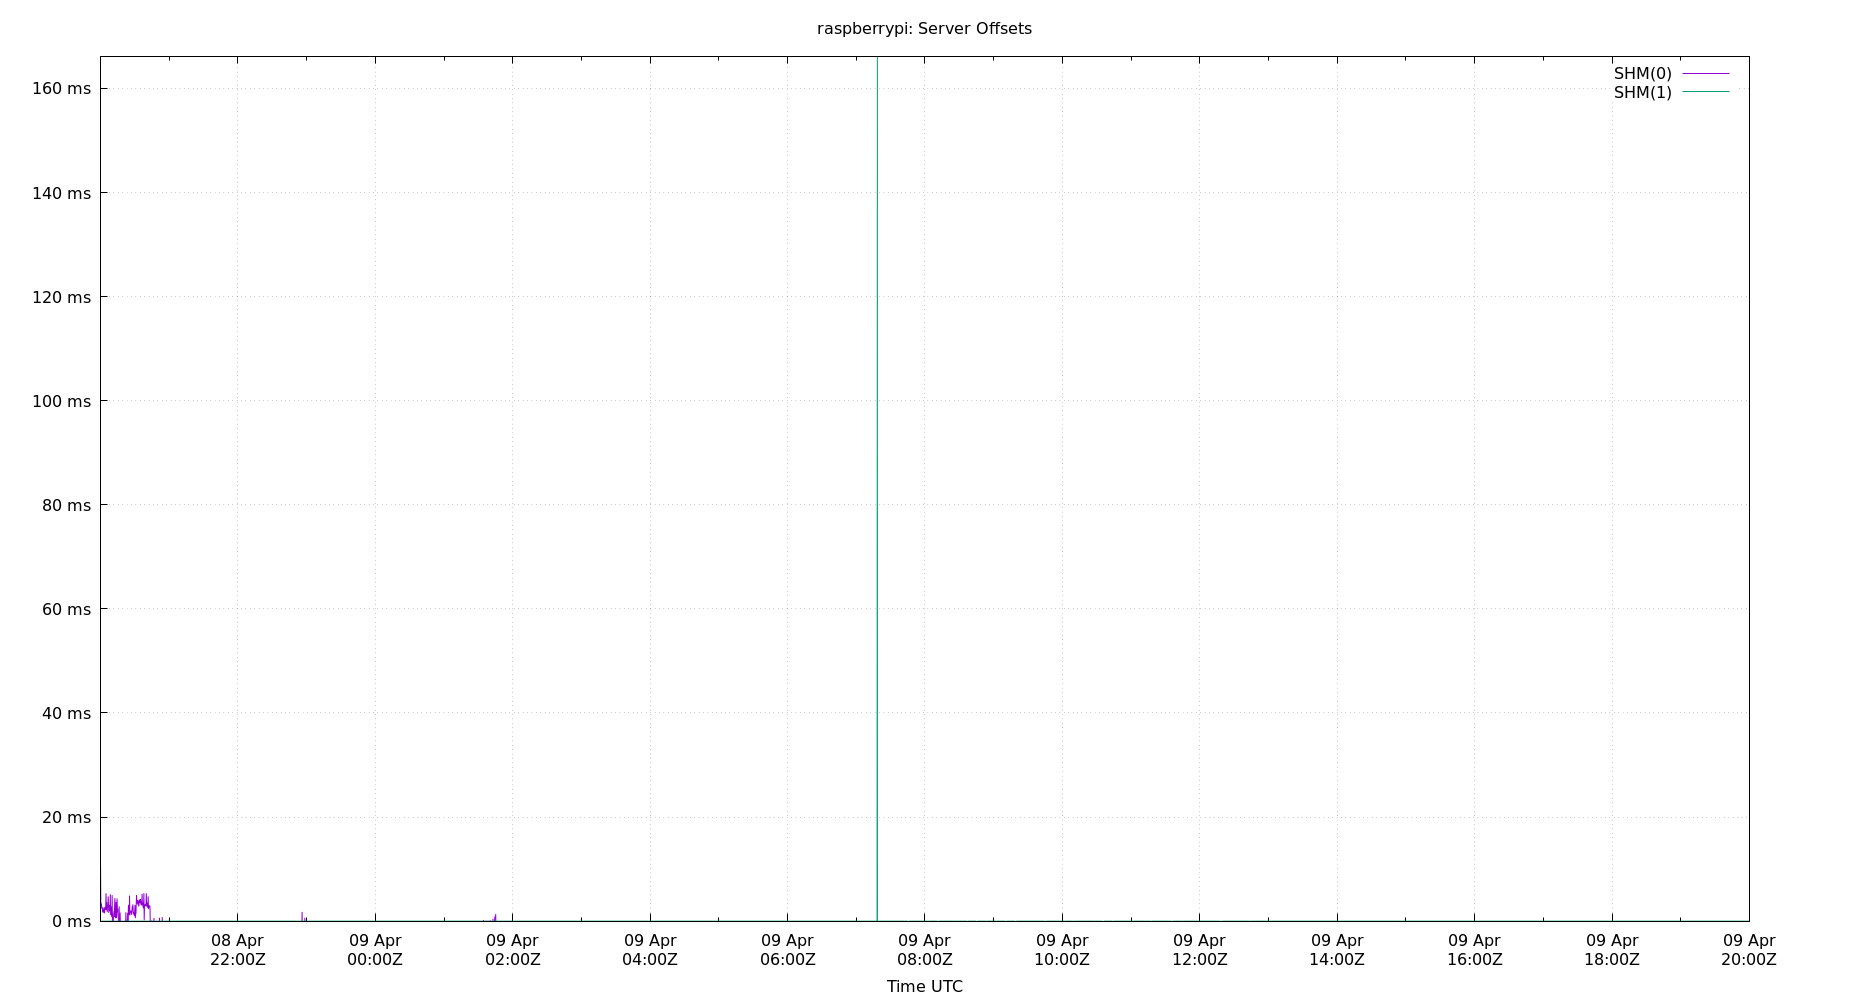 raspberrypi: Server Offsets
SHM(0)
SHM(1)
160 ms
140 ms
120 ms
100 ms
80 ms
60 ms
40 ms
20 ms
0 ms
08 Apr 09 Apr 09 Apr 09 Apr 09 Apr 09 Apr 09 Apr 09 Apr 09 Apr 09 Apr 09 Apr 09 Apr
22:00Z 00:00Z 02:00Z 04:00Z 06:00Z 08:00Z 10:00Z 12:00Z 14:00Z 16:00Z 18:00Z 20:00Z
Time UTC